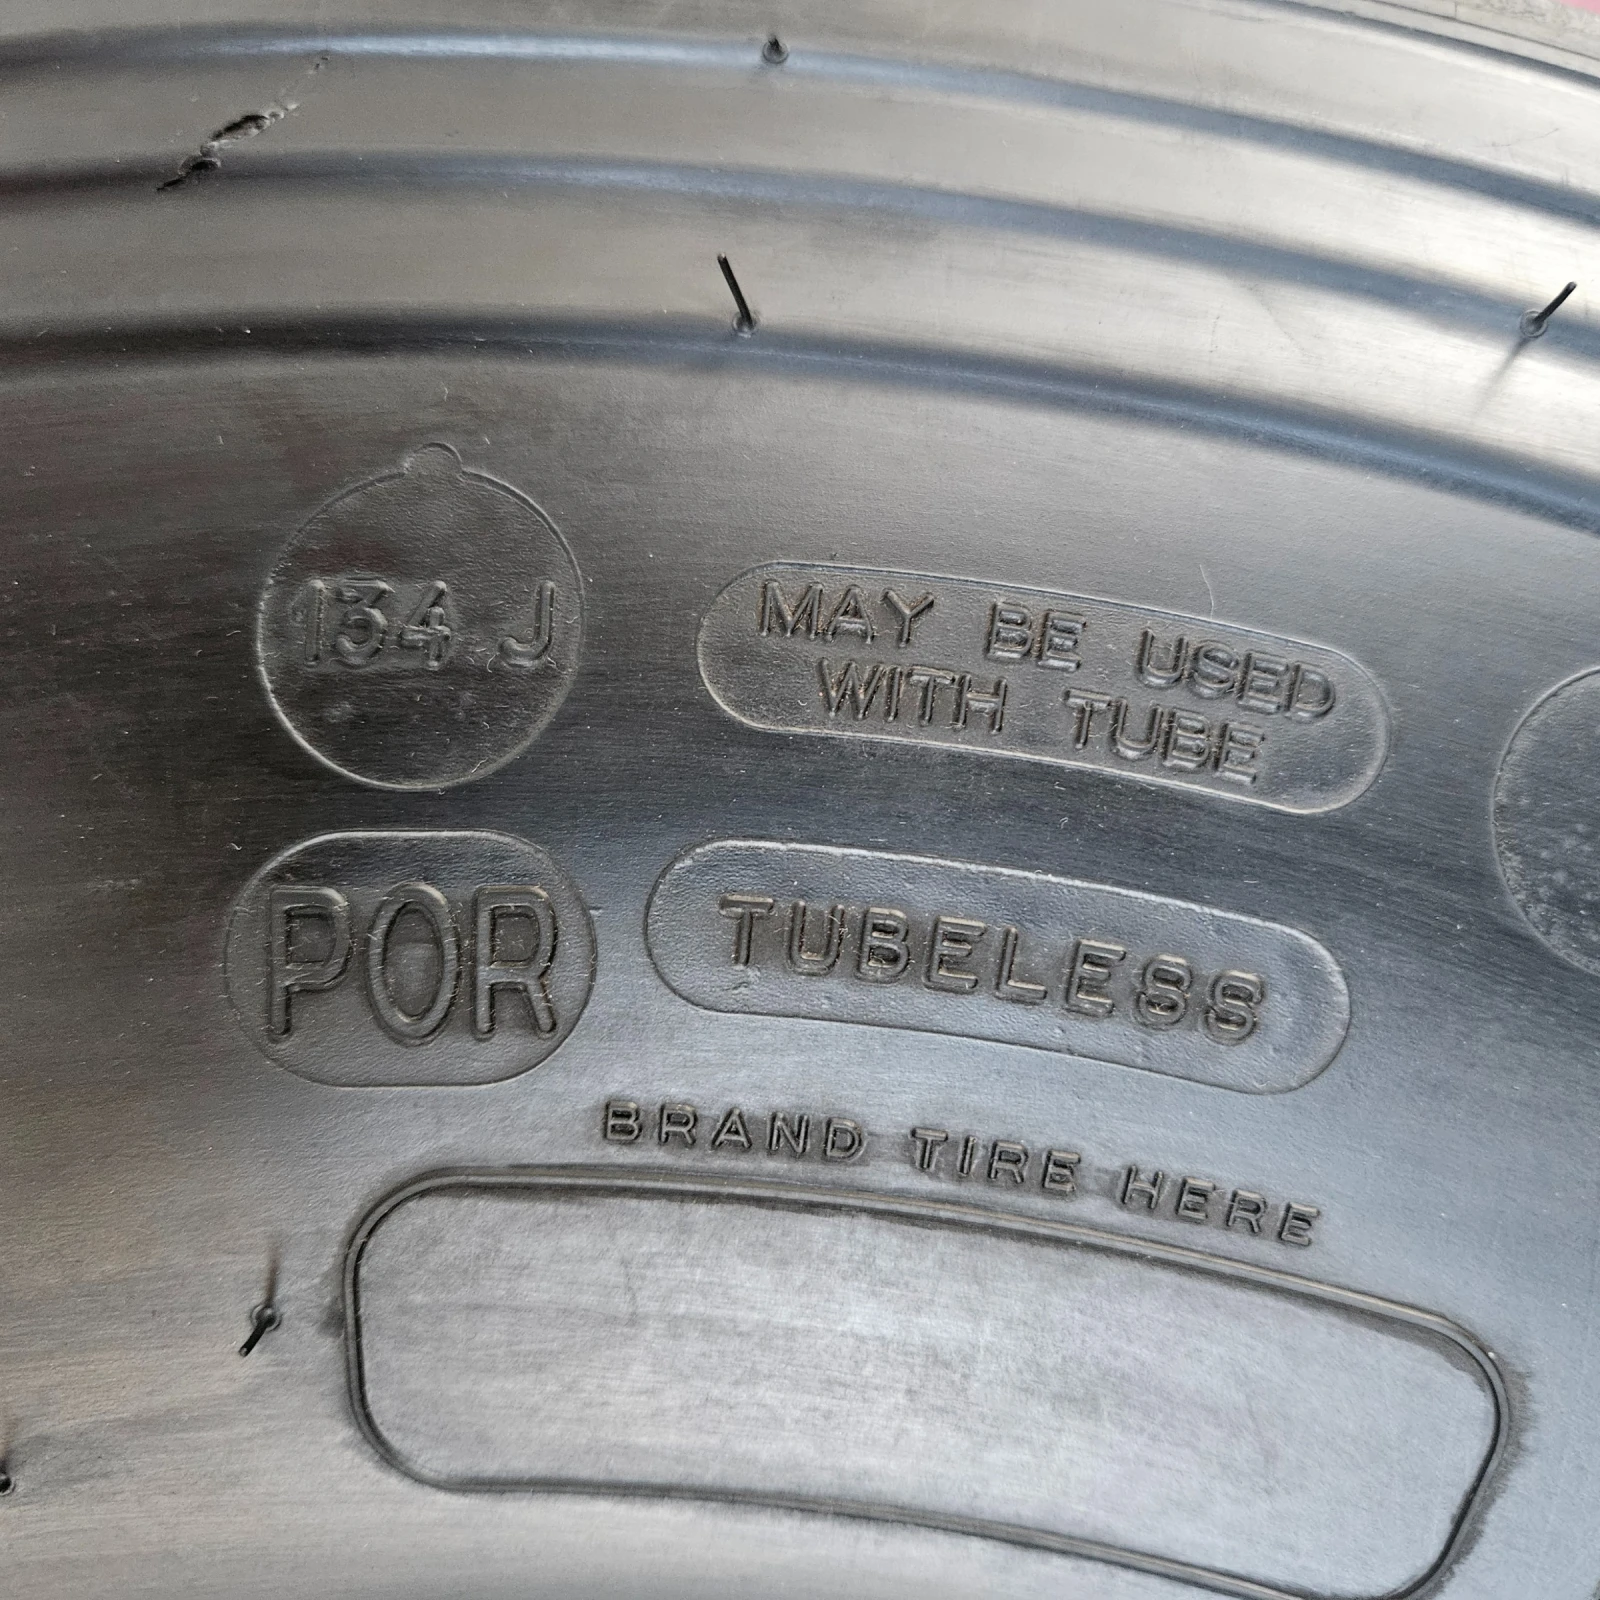 134 J
MAY BE USED
WITH TUBE
POR
TUBELESS
BRAND TIRE HERE